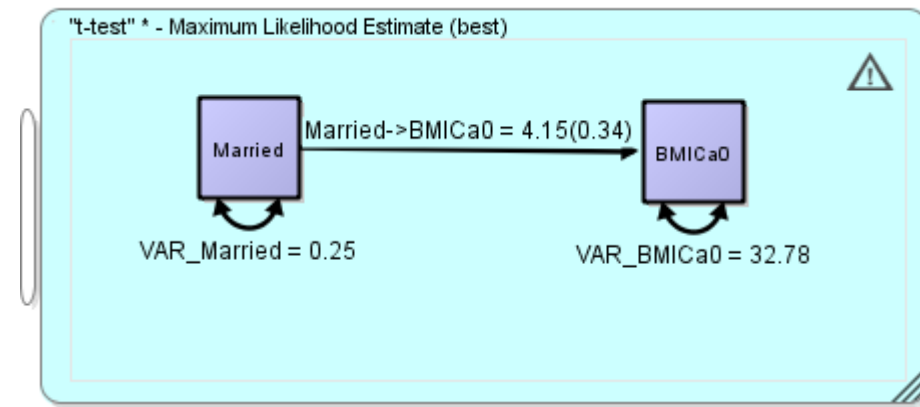 "t-test" * - Maximum Likelihood Estimate (best)
Married->BMICa0 = 4.15(0.34)
Married
BMICa0
VAR_Married = 0.25
VAR_BMICa0 = 32.78